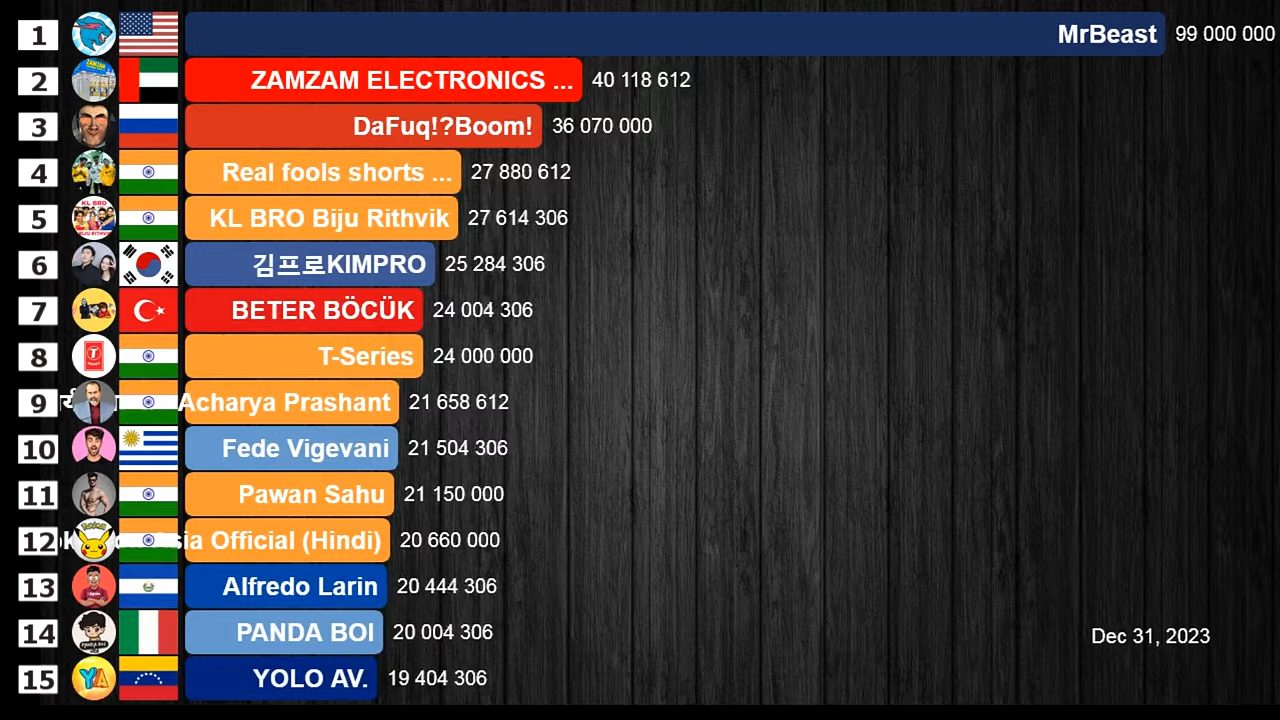 1 MrBeast 99 000 000
2 ZAMZAM ELECTRONICS ... 40 118 612
3 DaFuq!?Boom! 36 070 000
4 Real fools shorts ... 27 880 612
5 KL BRO Biju Rithvik 27 614 306
6 김프로KIMPRO 25 284 306
7 BETER BÖCÜK 24 004 306
8 T-Series 24 000 000
9 Acharya Prashant 21 658 612
10 Fede Vigevani 21 504 306
11 Pawan Sahu 21 150 000
12 Official (Hindi) 20 660 000
13 Alfredo Larin 20 444 306
14 PANDA BOI 20 004 306
Dec 31, 2023
15 YOLO AV. 19 404 306